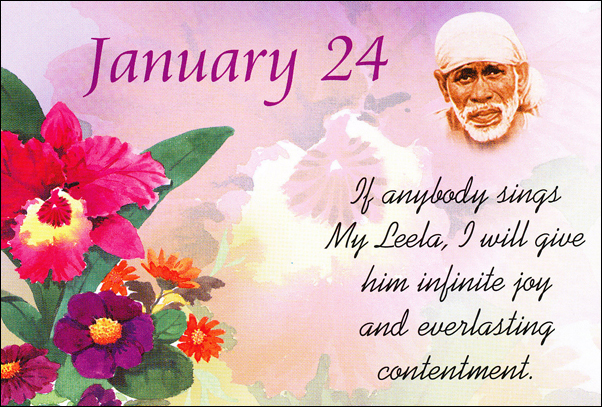 January 24
If anybody sings
My Leela, I will give
him infinite joy
and everlasting
contentment.